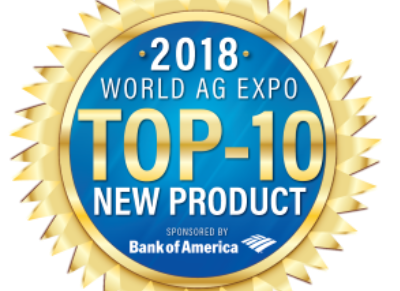 ·2018·
WORLD AG EXPO
TOP-10
NEW PRODUCT
SPONSORED BY
Bank of America